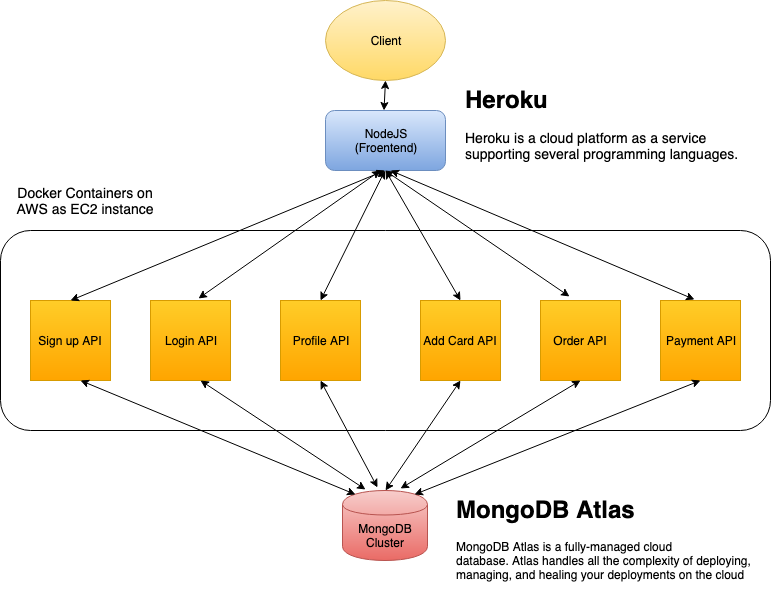 Client
Heroku
NodeJS
(Froentend)
Heroku is a cloud platform as a service
supporting several programming languages.
Docker Containers on
AWS as EC2 instance
Sign up API
Login API
Profile API
Add Card API
Order API
Payment API
MongoDB
Cluster
MongoDB Atlas
MongoDB Atlas is a fully-managed cloud
database. Atlas handles all the complexity of deploying,
managing, and healing your deployments on the cloud